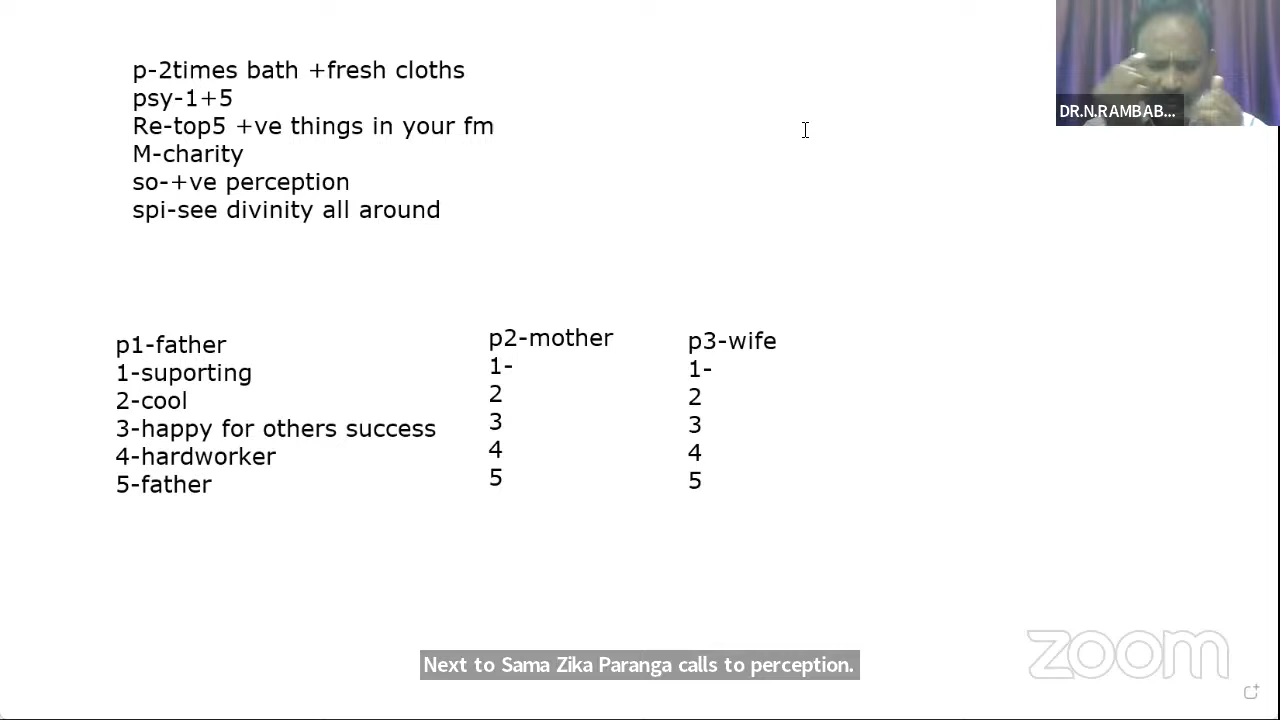 p-2times bath +fresh cloths
psy-1+5
Re-top5 +ve things in your fm
M-charity
so-+ve perception
spi-see divinity all around
DR.N.RAMBAB...
p1-father
1-suporting
2-cool
3-happy for others success
4-hardworker
5-father
p2-mother
1-
2
3
4
5
p3-wife
1-
2
3
4
5
Next to Sama Zika Paranga calls to perception.
zoom